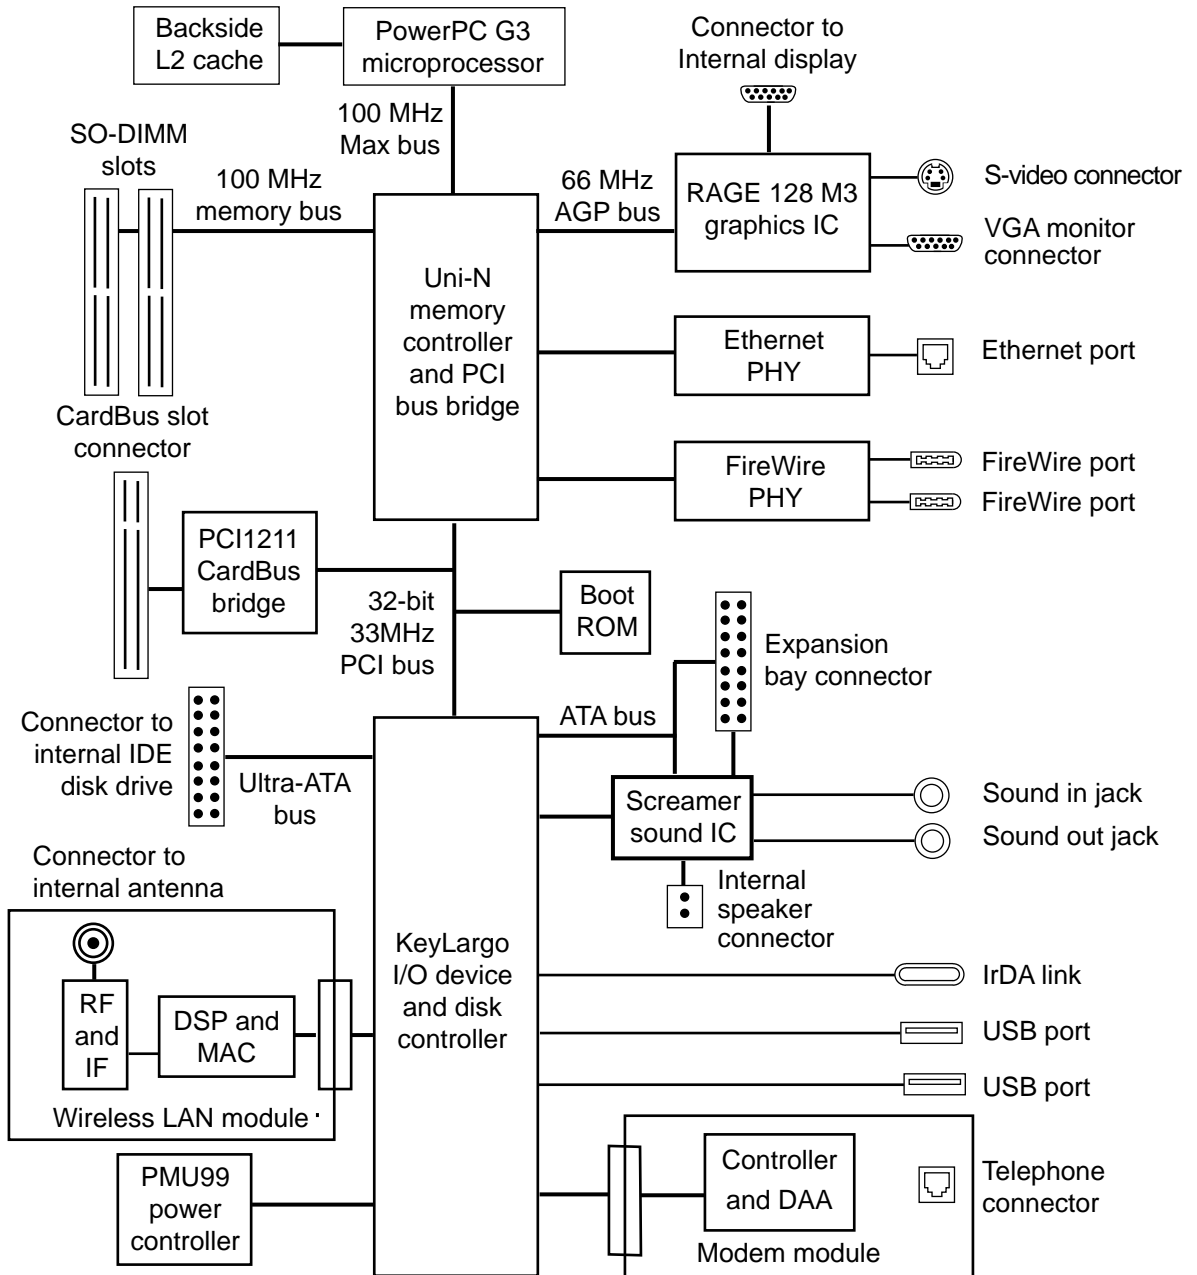 Backside
L2 cache
PowerPC G3
microprocessor
Connector to
Internal display
100 MHz
Max bus
SO-DIMM
slots
100 MHz
memory bus
66 MHz
AGP bus
RAGE 128 M3
graphics IC
S-video connector
VGA monitor
connector
Uni-N
memory
controller
and PCI
bus bridge
Ethernet
PHY
Ethernet port
CardBus slot
connector
FireWire
PHY
FireWire port
FireWire port
PCI1211
CardBus
bridge
32-bit
33MHz
PCI bus
Boot
ROM
Expansion
bay connector
Connector to
internal IDE
disk drive
Ultra-ATA
bus
ATA bus
Screamer
sound IC
Sound in jack
Sound out jack
Internal
speaker
connector
Connector to
internal antenna
RF
and
IF
DSP and
MAC
Wireless LAN module
KeyLargo
I/O device
and disk
controller
IrDA link
USB port
USB port
PMU99
power
controller
Controller
and DAA
Modem module
Telephone
connector